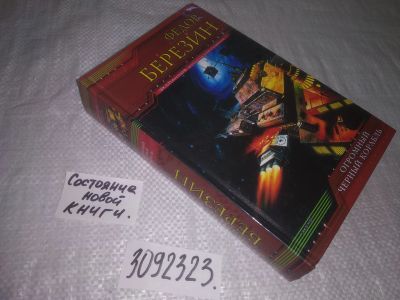 ФЕДОР
БЕРЕЗИН
ОГРОМНЫЙ
ЧЕРНЫЙ КОРАБЛЬ
БЕРЕЗИН
Состояние
новой
книги.
3092323.